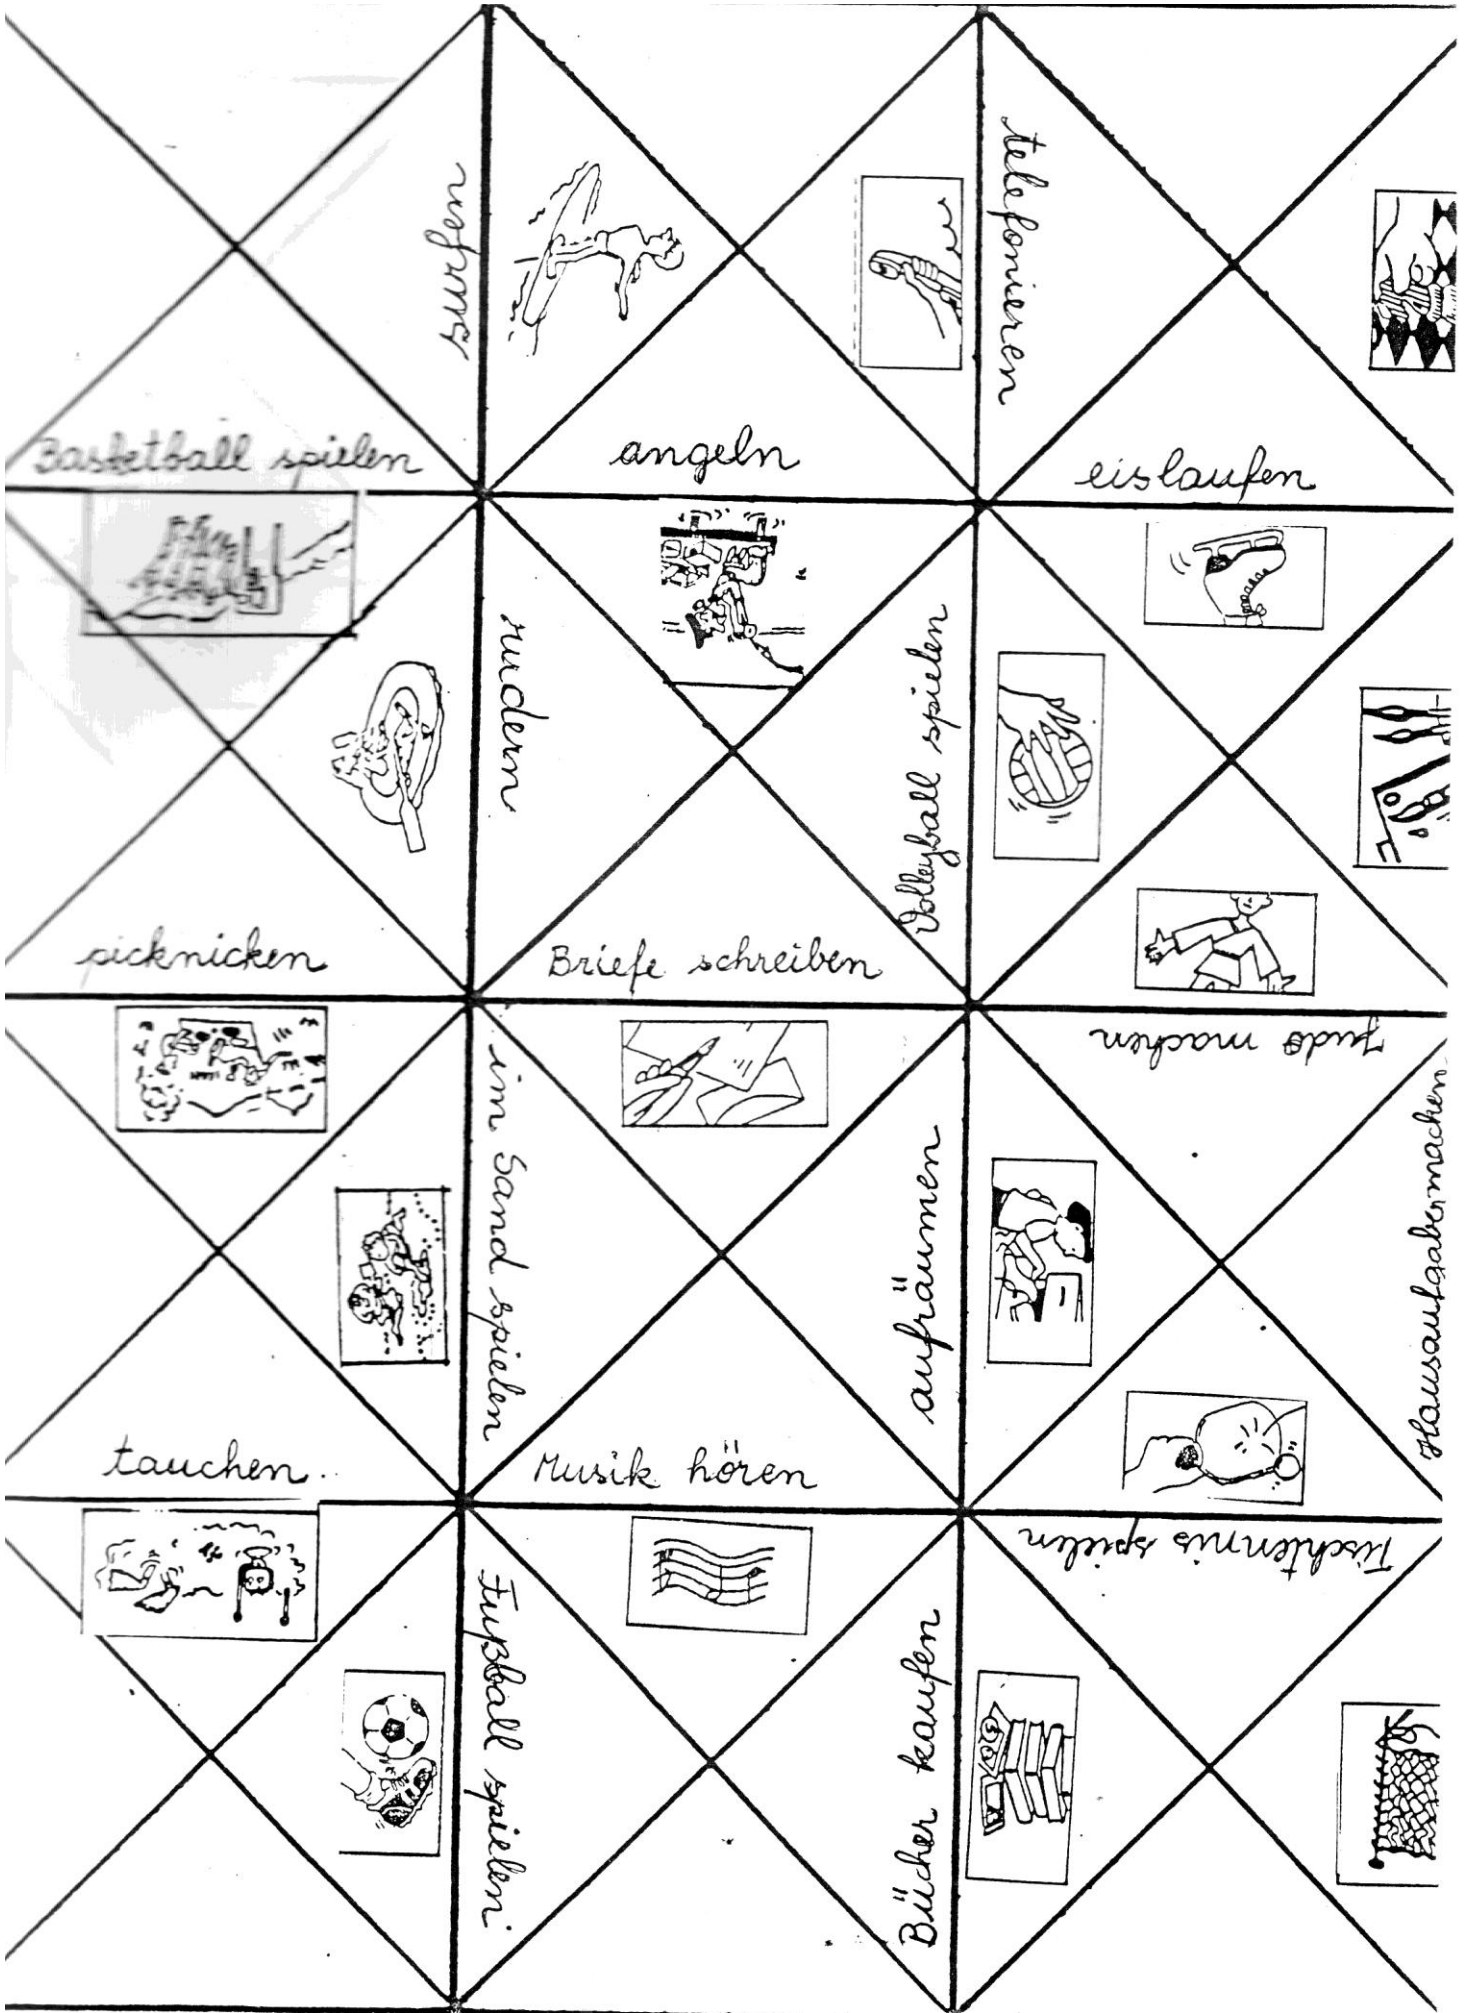 surfen
telefonieren
Basketball spielen
angeln
eislaufen
rudern
Volleyball spielen
picknicken
Briefe schreiben
Judo machen
im Sand spielen
aufräumen
Hausaufgaben machen
tauchen
Musik hören
Tischtennis spielen
Fußball spielen
Bücher kaufen